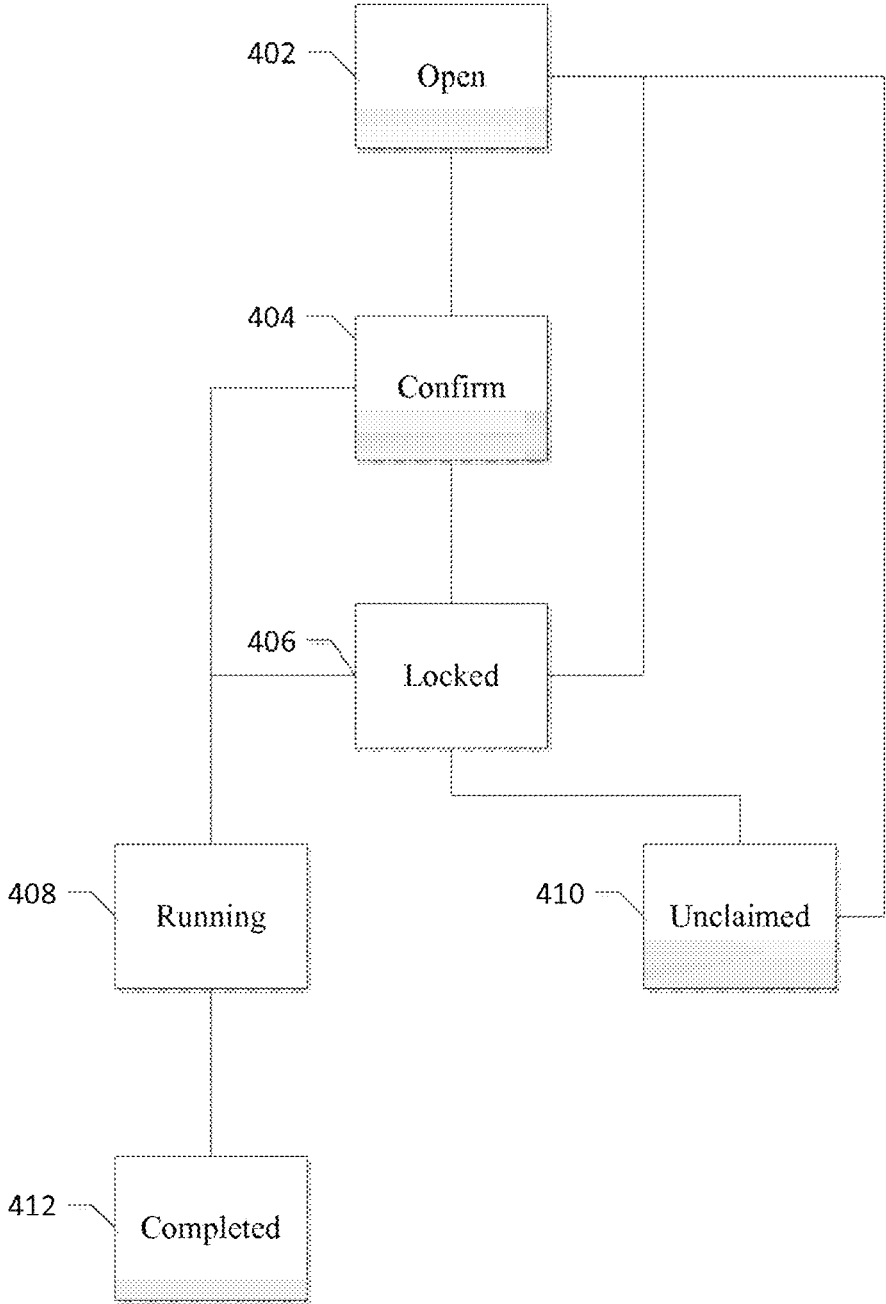 402
Open
404
Confirm
406
Locked
408
Running
410
Unclaimed
412
Completed